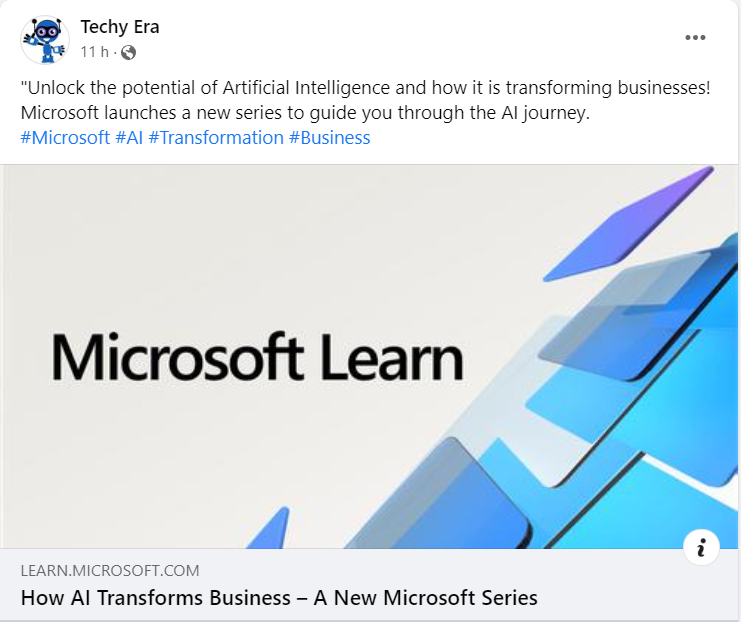 Techy Era
11 h ·
"Unlock the potential of Artificial Intelligence and how it is transforming businesses!
Microsoft launches a new series to guide you through the AI journey.
#Microsoft #AI #Transformation #Business
Microsoft Learn
LEARN.MICROSOFT.COM
How AI Transforms Business – A New Microsoft Series